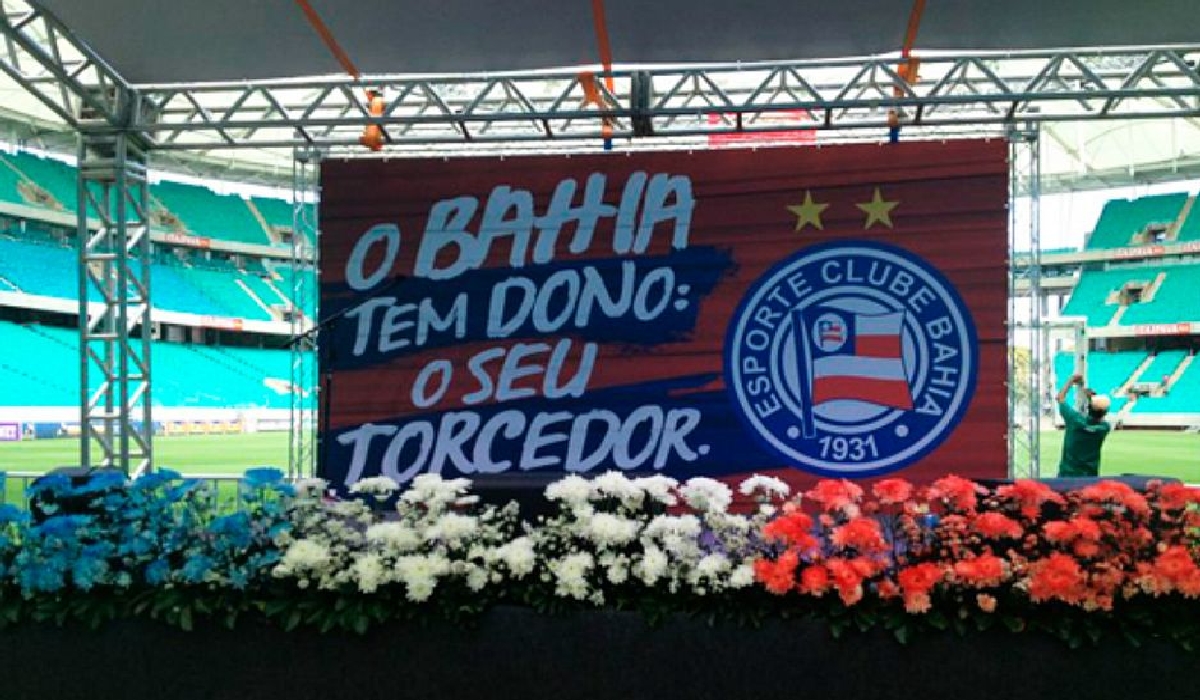 O BAHIA
TEM DONO:
O SEU
TORCEDOR.
ESPORTE CLUBE BAHIA
1931